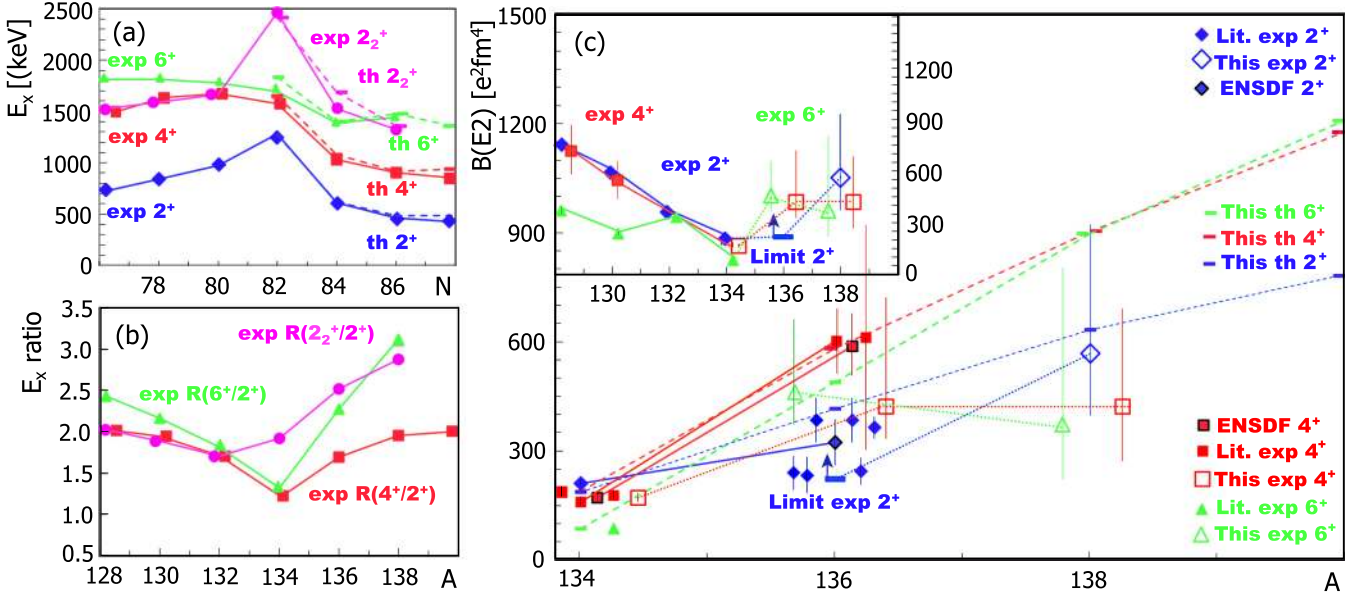 (a)
E_x [(keV]
2500
2000
1500
1000
500
0
exp 2₂⁺
exp 6⁺
th 2₂⁺
exp 4⁺
th 6⁺
th 4⁺
exp 2⁺
th 2⁺
78 80 82 84 86 N
(b)
E_x ratio
3.5
3.0
2.5
2.0
1.5
1.0
0.5
exp R(2₂⁺/2⁺)
exp R(6⁺/2⁺)
exp R(4⁺/2⁺)
128 130 132 134 136 138 A
(c)
B(E2) [e²fm⁴]
1500
1200
900
600
300
0
exp 4⁺
exp 6⁺
exp 2⁺
Limit 2⁺
130 132 134 136 138
1200
900
600
300
0
Lit. exp 2⁺
This exp 2⁺
ENSDF 2⁺
This th 6⁺
This th 4⁺
This th 2⁺
Limit exp 2⁺
ENSDF 4⁺
Lit. exp 4⁺
This exp 4⁺
Lit. exp 6⁺
This exp 6⁺
134 136 138 A